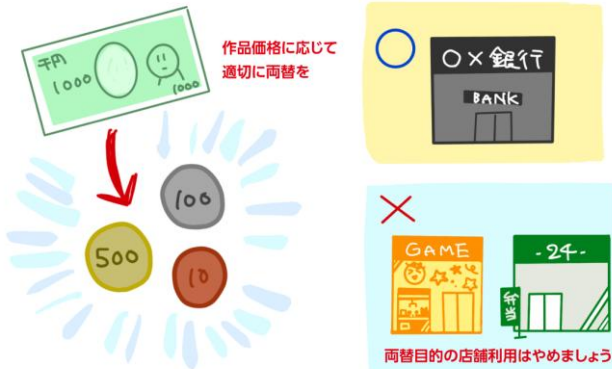 千円
1000
1000
作品価格に応じて
適切に両替を
100
500
10
○×銀行
BANK
GAME
-24-
弁当
両替目的の店舗利用はやめましょう